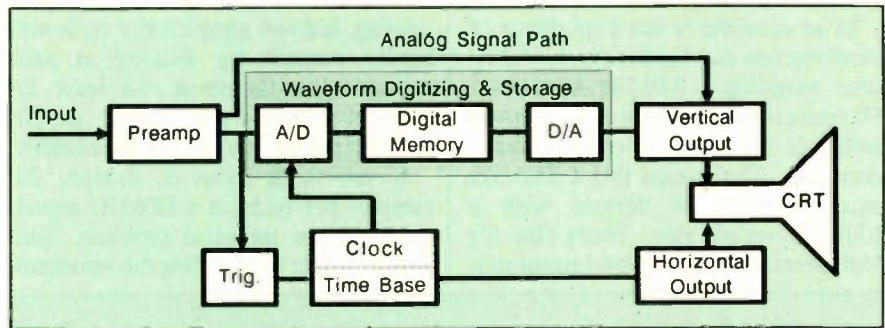 Analog Signal Path
Waveform Digitizing & Storage
Input
Preamp
A/D
Digital
Memory
D/A
Vertical
Output
CRT
Trig.
Clock
Time Base
Horizontal
Output